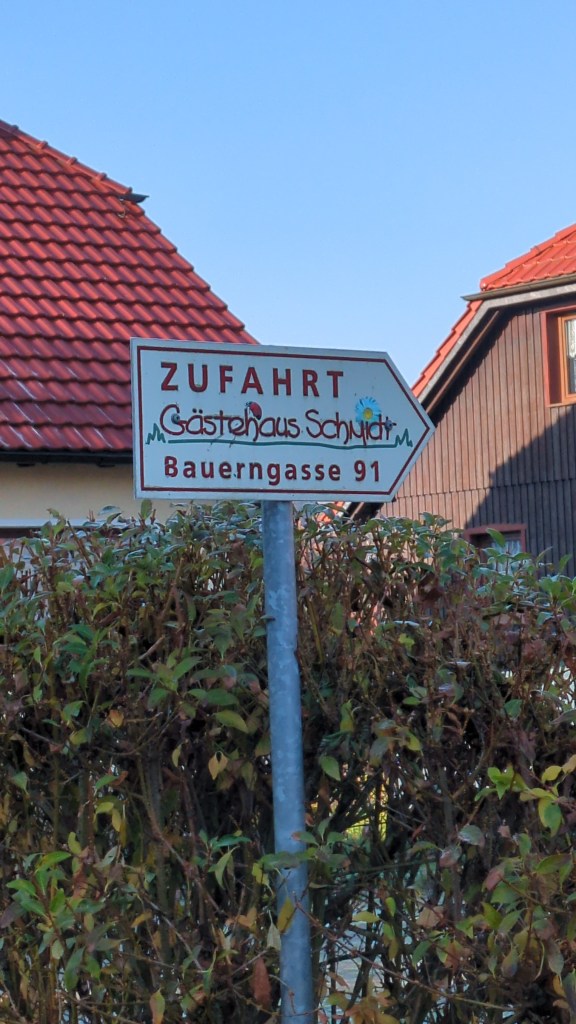 ZUFAHRT
Gästehaus Schmidt
Bauerngasse 91